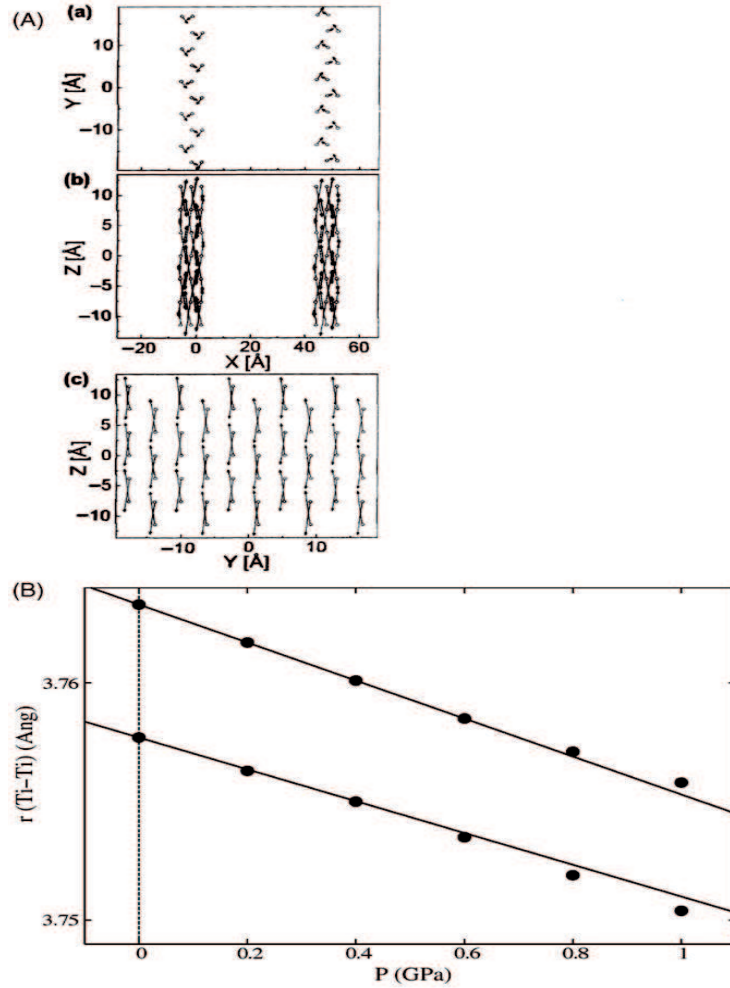 (A)
(a)
10
0
−10
Y [Å]
(b)
10
5
0
−5
−10
Z [Å]
−20 0 20 40 60
X [Å]
(c)
10
5
0
−5
−10
Z [Å]
−10 0 10
Y [Å]
(B)
3.76
3.75
r (Ti−Ti) (Ang)
0 0.2 0.4 0.6 0.8 1
P (GPa)